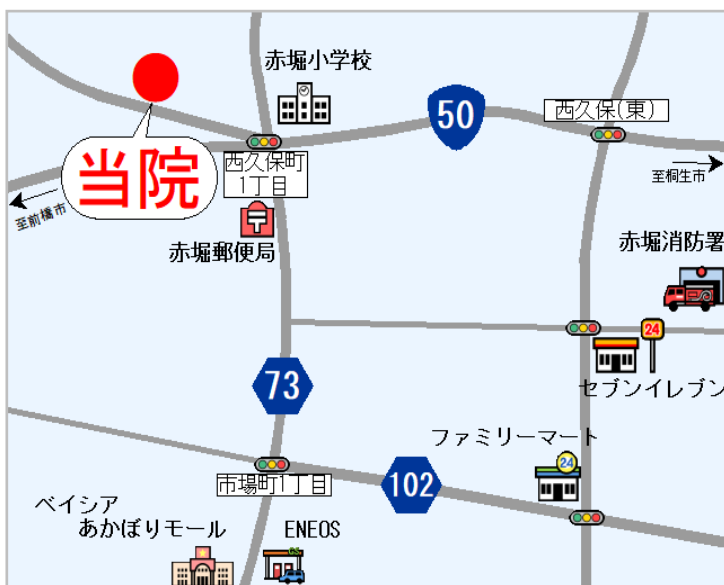 赤堀小学校
50
西久保(東)
当院
西久保町
1丁目
至桐生市
至前橋市
赤堀郵便局
赤堀消防署
24
セブンイレブン
73
ファミリーマート
24
市場町1丁目
102
ベイシア
あかぼりモール
ENEOS
GS